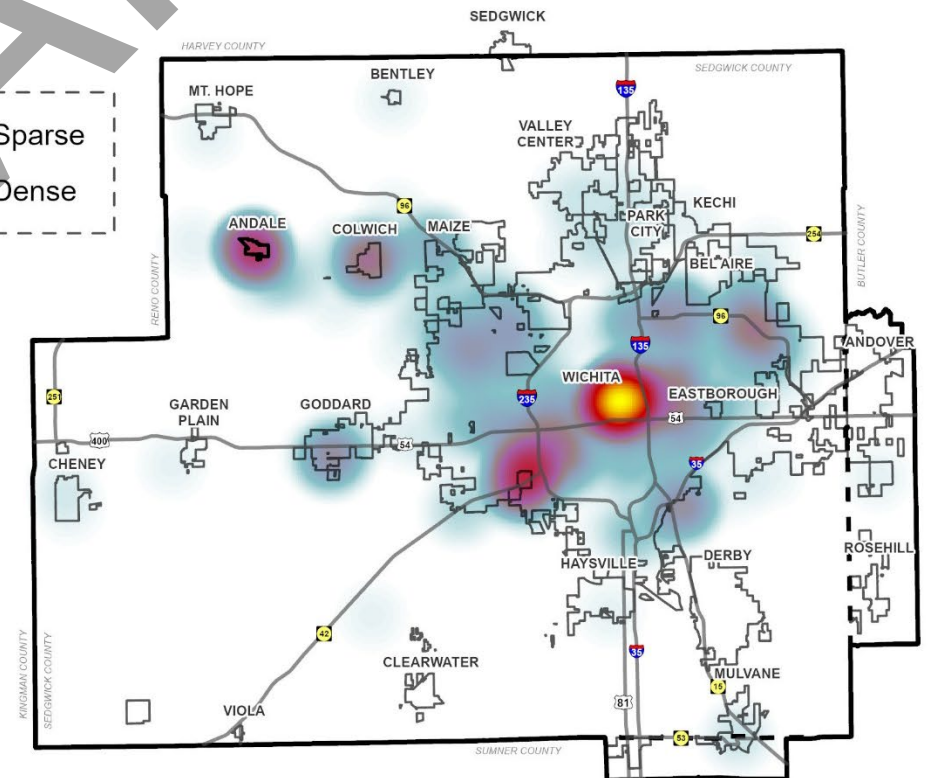 SEDGWICK
HARVEY COUNTY
SEDGWICK COUNTY
BENTLEY
MT. HOPE
135
VALLEY
CENTER
Sparse
Dense
96
KECHI
ANDALE
COLWICH
MAIZE
PARK
CITY
254
BEL AIRE
RENO COUNTY
BUTLER COUNTY
96
135
ANDOVER
WICHITA
235
EASTBOROUGH
251
GARDEN
PLAIN
GODDARD
54
400
54
CHENEY
35
HAYSVILLE
DERBY
ROSEHILL
42
35
KINGMAN COUNTY
SEDGWICK COUNTY
CLEARWATER
MULVANE
15
81
VIOLA
53
SUMNER COUNTY